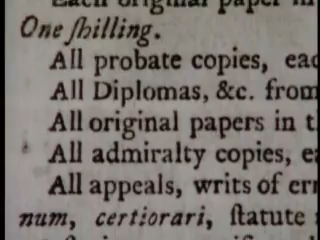 Each original paper in
One ſhilling.
All probate copies, eac
All Diplomas, &c. from
All original papers in t
All admiralty copies, ea
All appeals, writs of err
num, certiorari, ſtatute